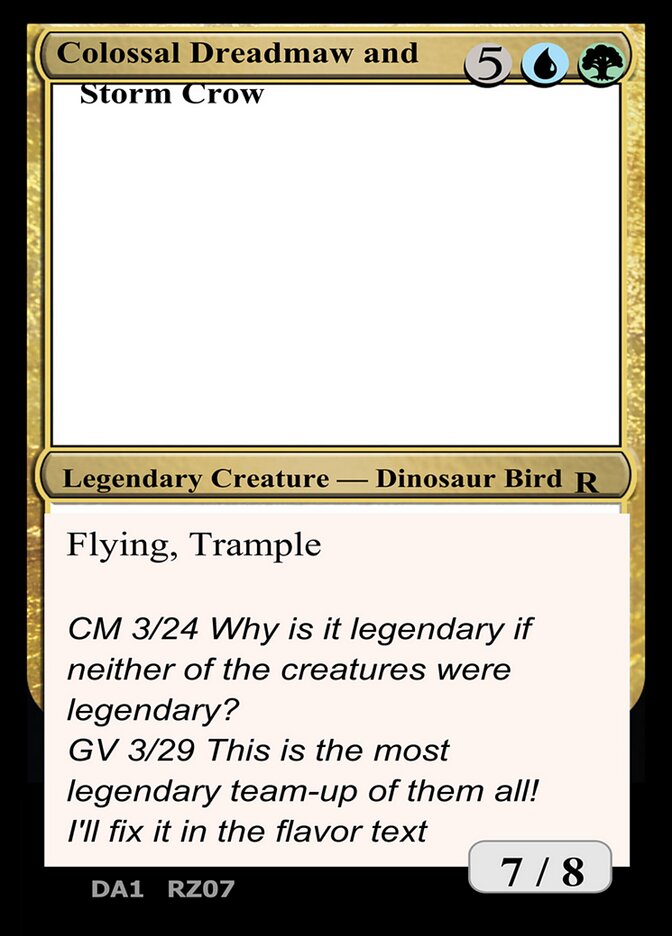 Colossal Dreadmaw and
5
Storm Crow
Legendary Creature — Dinosaur Bird R
Flying, Trample
CM 3/24 Why is it legendary if
neither of the creatures were
legendary?
GV 3/29 This is the most
legendary team-up of them all!
I'll fix it in the flavor text
7 / 8
DA1 RZ07